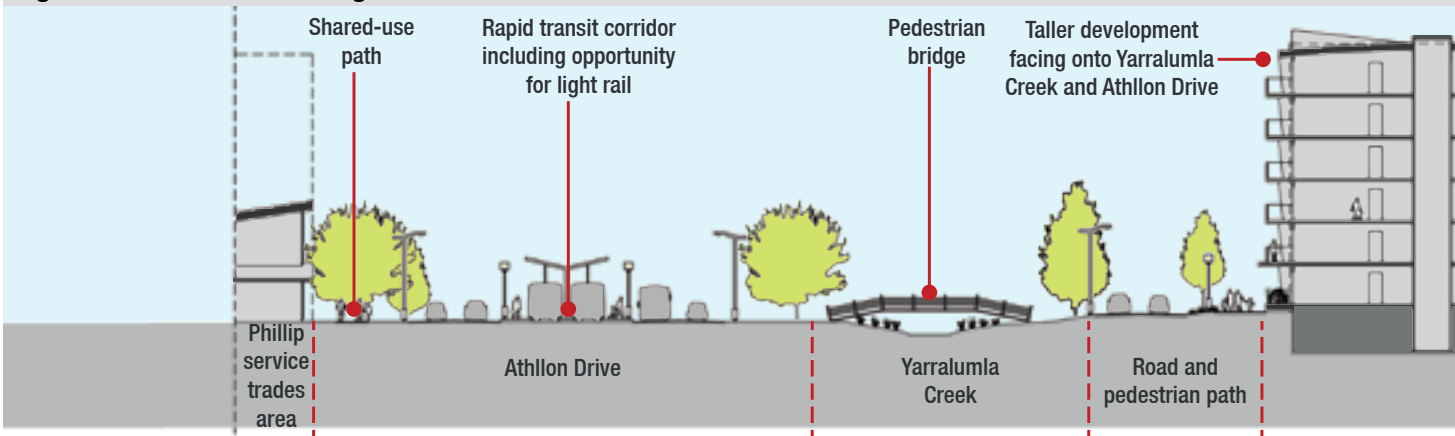 Shared-use
path
Rapid transit corridor
including opportunity
for light rail
Pedestrian
bridge
Taller development
facing onto Yarralumla
Creek and Athllon Drive
Phillip
service
trades
area
Athllon Drive
Yarralumla
Creek
Road and
pedestrian path